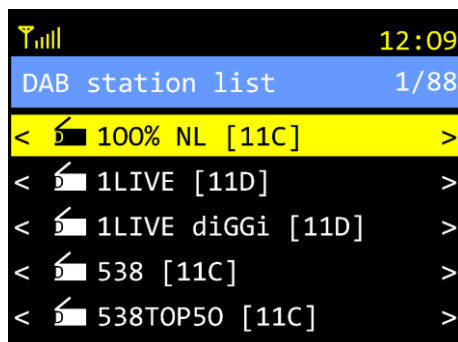 12:09
DAB station list 1/88
< 100% NL [11C] >
< 1LIVE [11D] >
< 1LIVE diGGi [11D] >
< 538 [11C] >
< 538TOP50 [11C] >